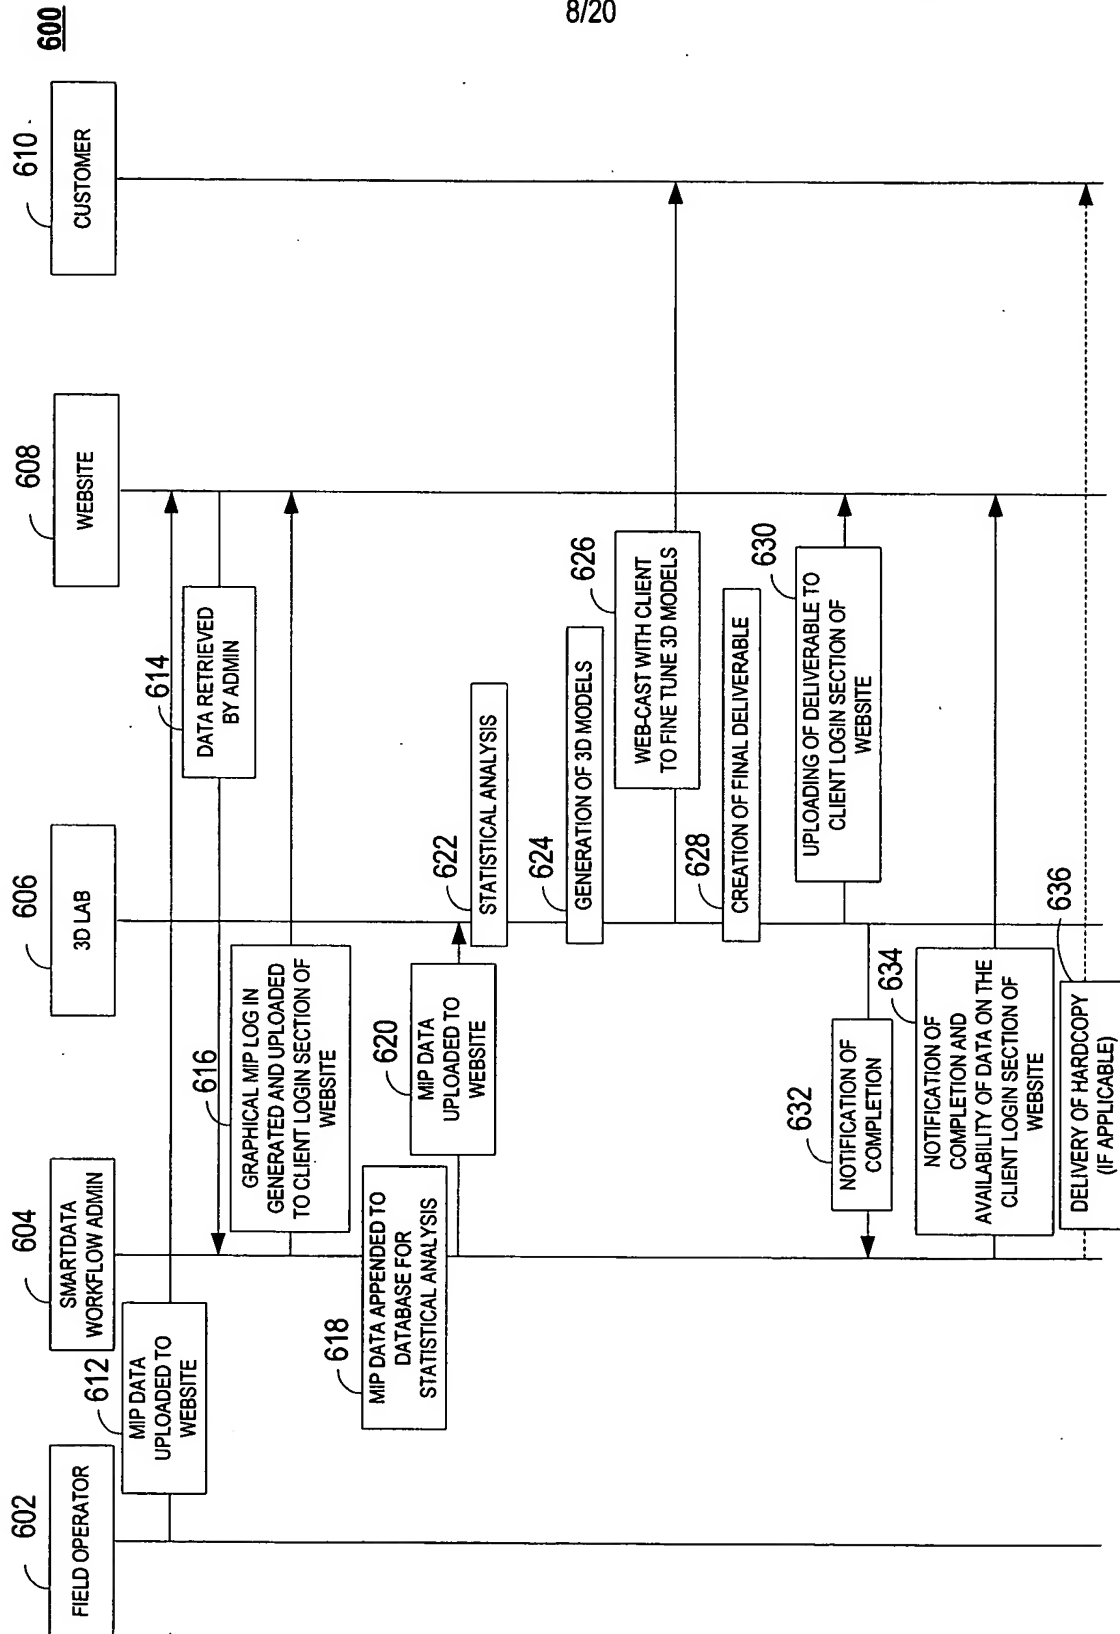 8/20
600
602
FIELD OPERATOR
604
SMARTDATA
WORKFLOW ADMIN
606
3D LAB
608
WEBSITE
610
CUSTOMER
612
MIP DATA
UPLOADED TO
WEBSITE
614
DATA RETRIEVED
BY ADMIN
616
GRAPHICAL MIP LOG IN
GENERATED AND UPLOADED
TO CLIENT LOGIN SECTION OF
WEBSITE
618
MIP DATA APPENDED TO
DATABASE FOR
STATISTICAL ANALYSIS
620
MIP DATA
UPLOADED TO
WEBSITE
622
STATISTICAL ANALYSIS
624
GENERATION OF 3D MODELS
626
WEB-CAST WITH CLIENT
TO FINE TUNE 3D MODELS
628
CREATION OF FINAL DELIVERABLE
630
UPLOADING OF DELIVERABLE TO
CLIENT LOGIN SECTION OF
WEBSITE
632
NOTIFICATION OF
COMPLETION
634
NOTIFICATION OF
COMPLETION AND
AVAILABILITY OF DATA ON THE
CLIENT LOGIN SECTION OF
WEBSITE
636
DELIVERY OF HARDCOPY
(IF APPLICABLE)